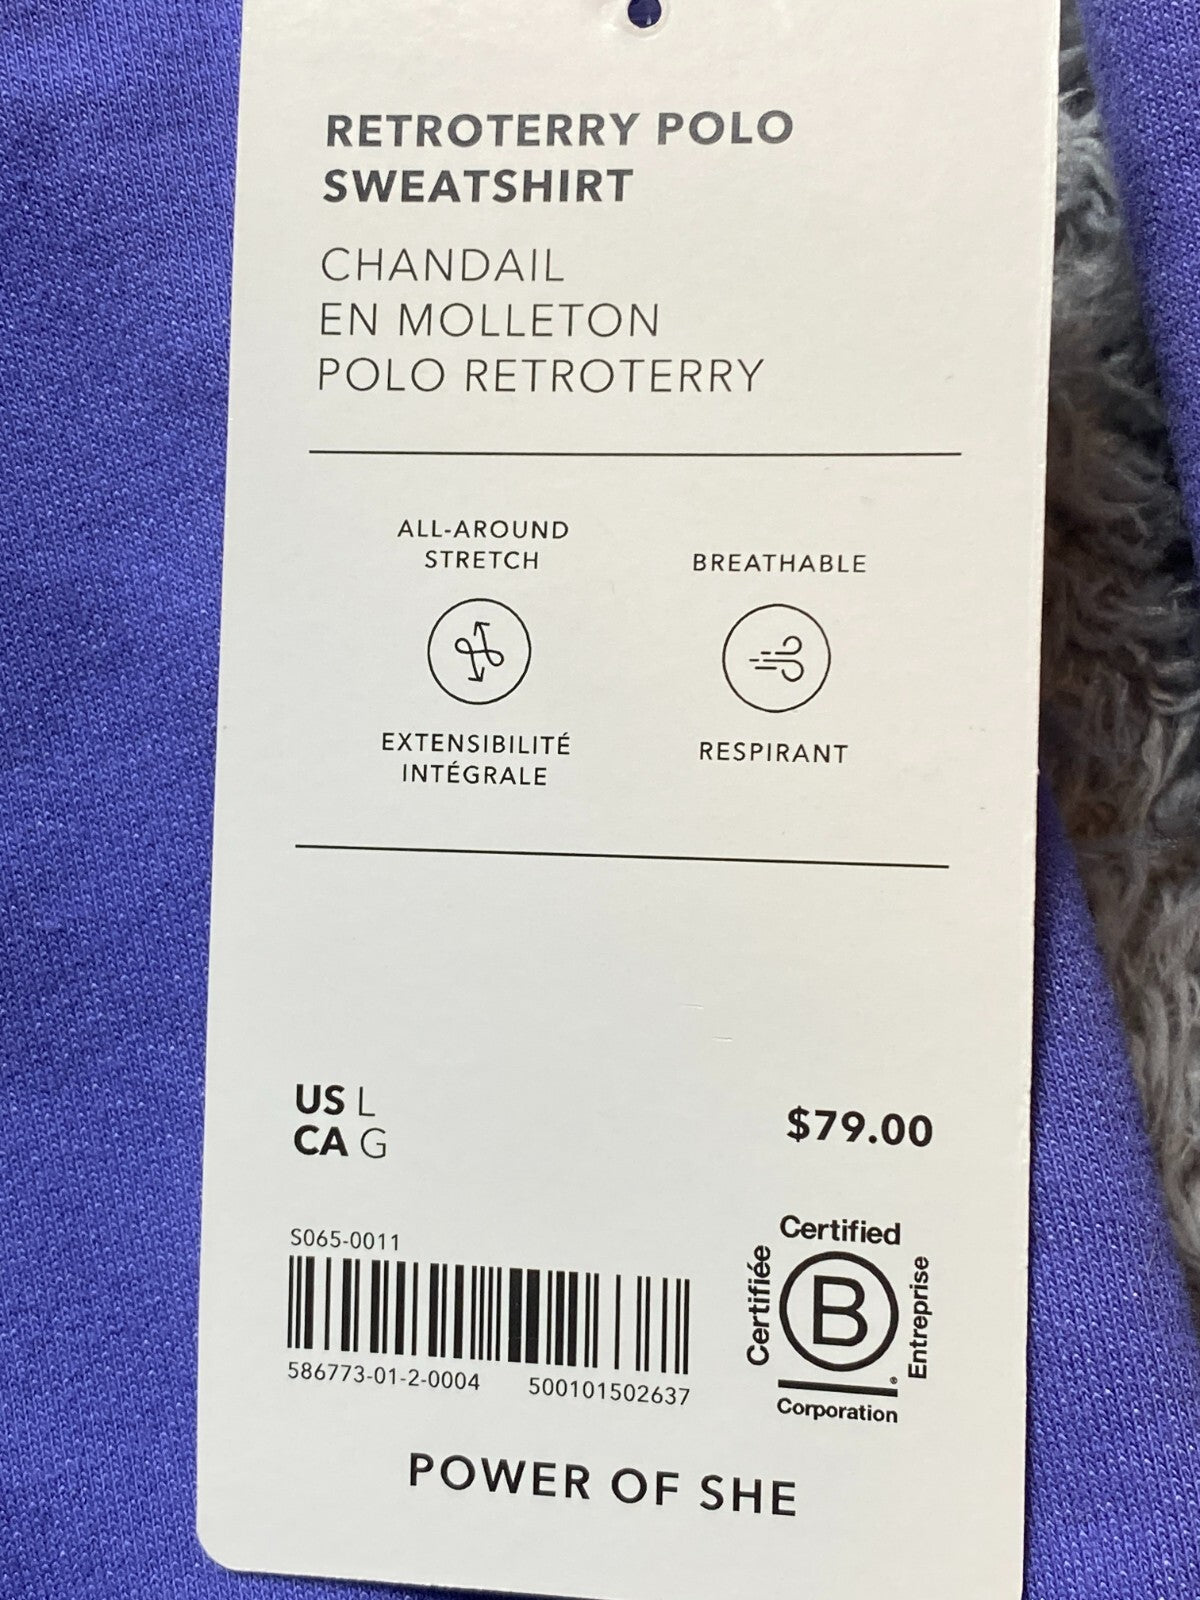 RETROTERRY POLO
SWEATSHIRT
CHANDAIL
EN MOLLETON
POLO RETROTERRY
ALL-AROUND
STRETCH
EXTENSIBILITÉ
INTÉGRALE
BREATHABLE
RESPIRANT
US L
CA G
$79.00
S065-0011
586773-01-2-0004 500101502637
Certified
Certifiée
B
Entreprise
®
Corporation
POWER OF SHE